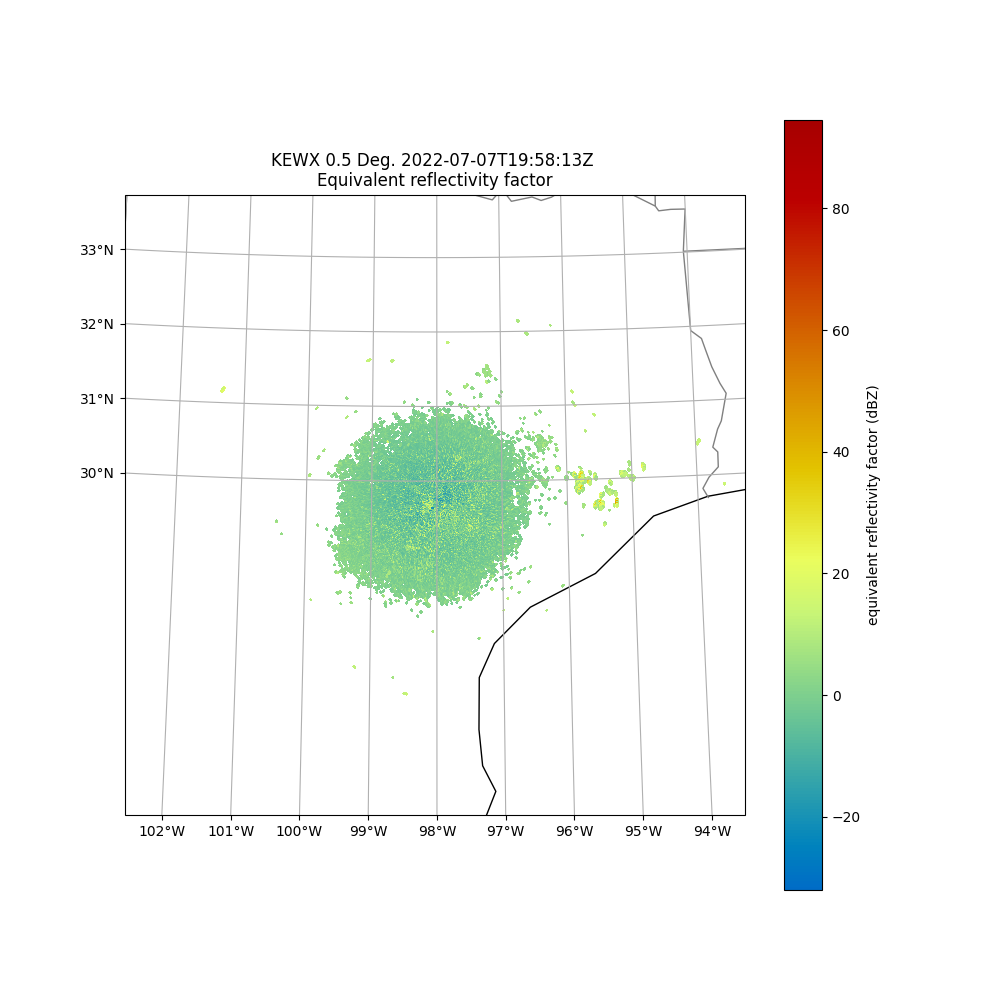 KEWX 0.5 Deg. 2022-07-07T19:58:13Z
Equivalent reflectivity factor
33°N
32°N
31°N
30°N
102°W 101°W 100°W 99°W 98°W 97°W 96°W 95°W 94°W
80
60
40
20
0
−20
equivalent reflectivity factor (dBZ)